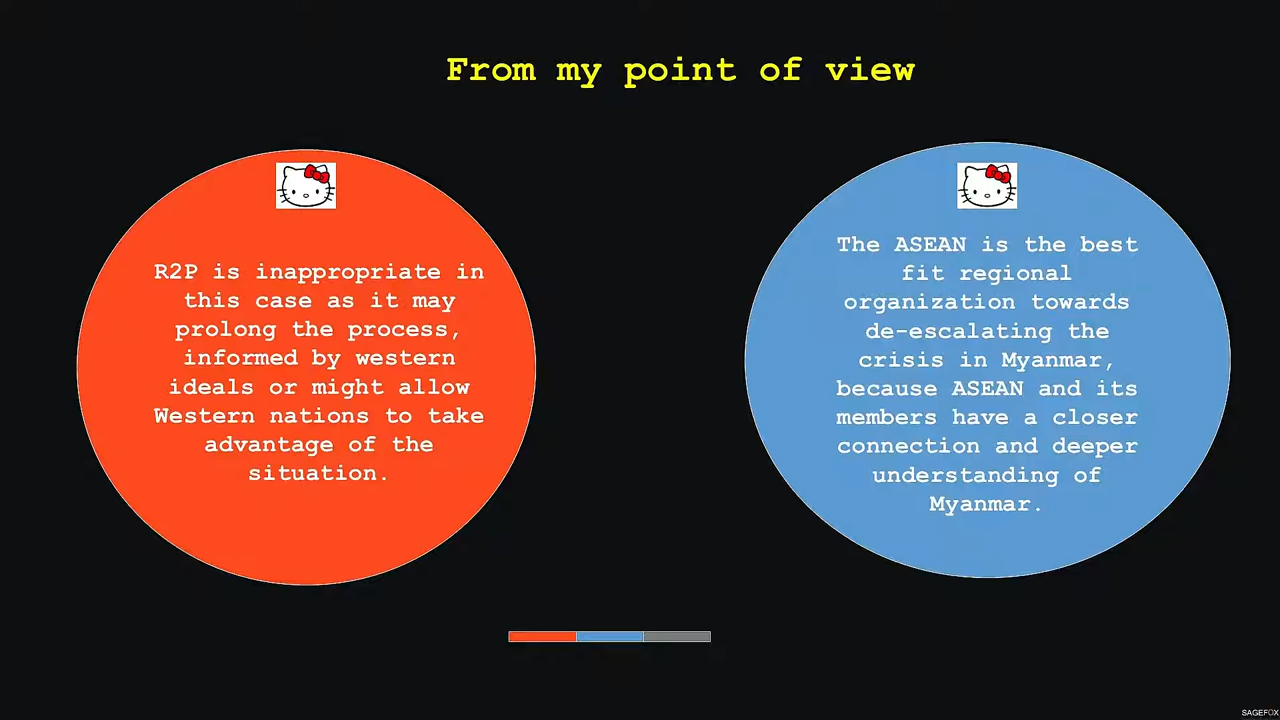 From my point of view
R2P is inappropriate in
this case as it may
prolong the process,
informed by western
ideals or might allow
Western nations to take
advantage of the
situation.
The ASEAN is the best
fit regional
organization towards
de-escalating the
crisis in Myanmar,
because ASEAN and its
members have a closer
connection and deeper
understanding of
Myanmar.
SAGEFOX